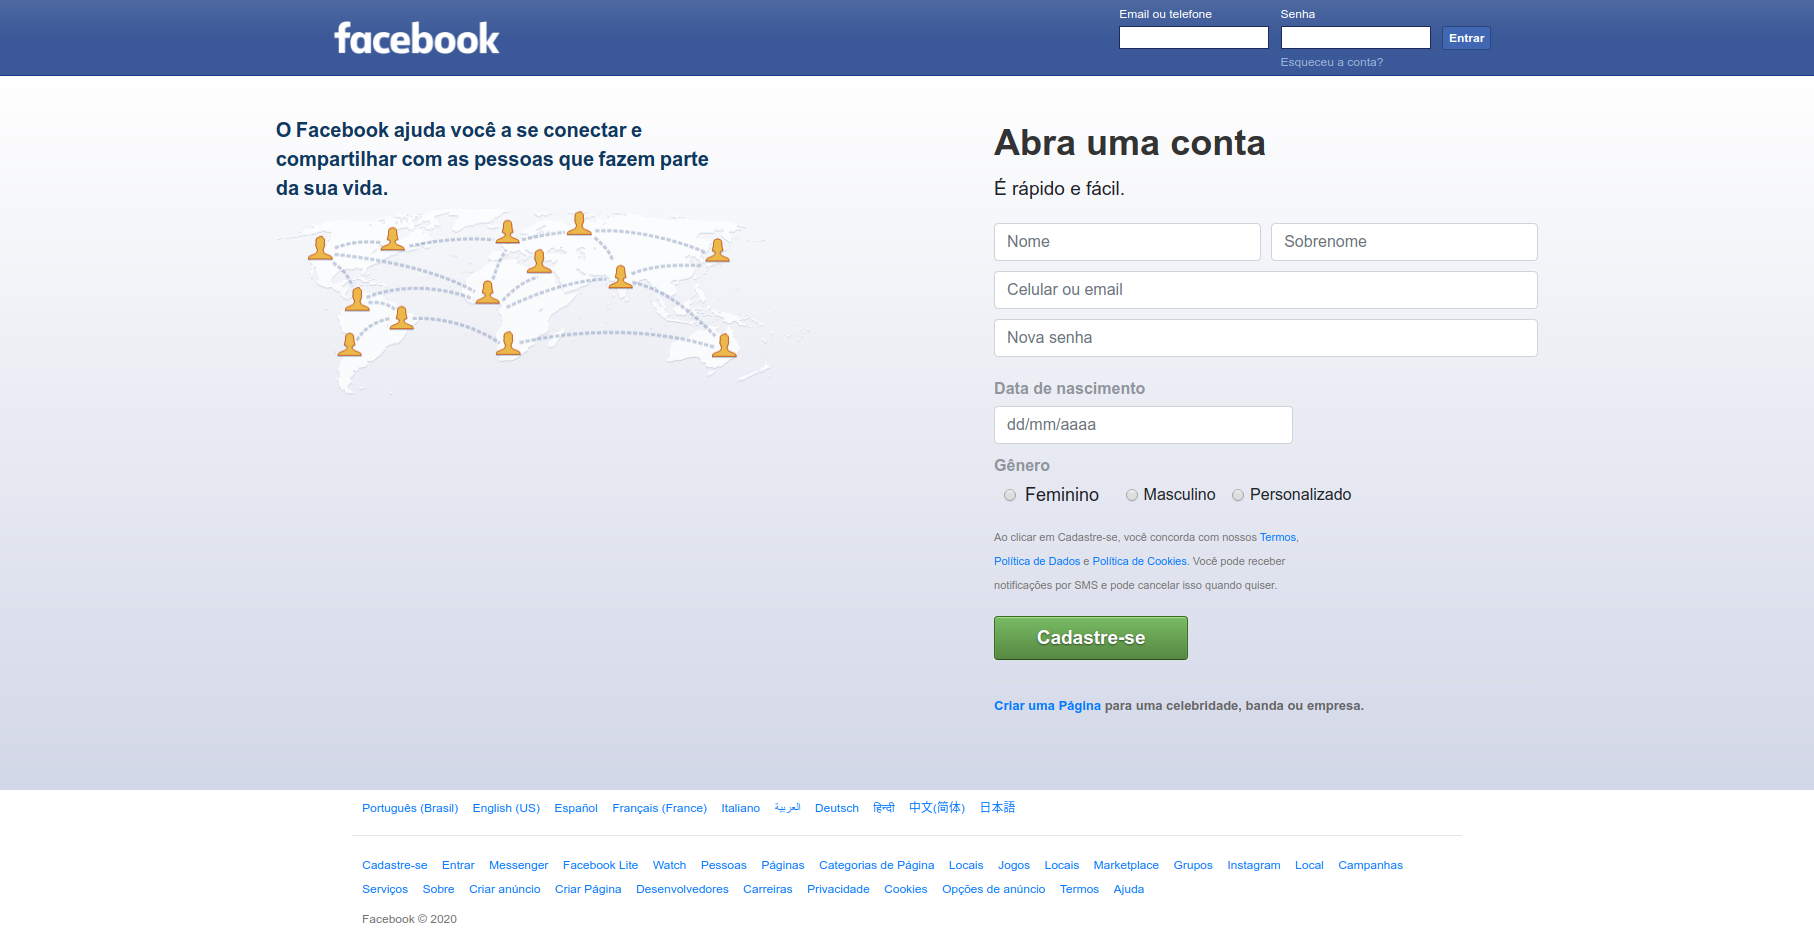 facebook
Email ou telefone
Senha
Entrar
Esqueceu a conta?
O Facebook ajuda você a se conectar e
compartilhar com as pessoas que fazem parte
da sua vida.
Abra uma conta
É rápido e fácil.
Nome
Sobrenome
Celular ou email
Nova senha
Data de nascimento
dd/mm/aaaa
Gênero
Feminino Masculino Personalizado
Ao clicar em Cadastre-se, você concorda com nossos Termos,
Política de Dados e Política de Cookies. Você pode receber
notificações por SMS e pode cancelar isso quando quiser.
Cadastre-se
Criar uma Página para uma celebridade, banda ou empresa.
Português (Brasil) English (US) Español Français (France) Italiano العربية Deutsch हिन्दी 中文(简体) 日本語
Cadastre-se Entrar Messenger Facebook Lite Watch Pessoas Páginas Categorias de Página Locais Jogos Locais Marketplace Grupos Instagram Local Campanhas
Serviços Sobre Criar anúncio Criar Página Desenvolvedores Carreiras Privacidade Cookies Opções de anúncio Termos Ajuda
Facebook © 2020